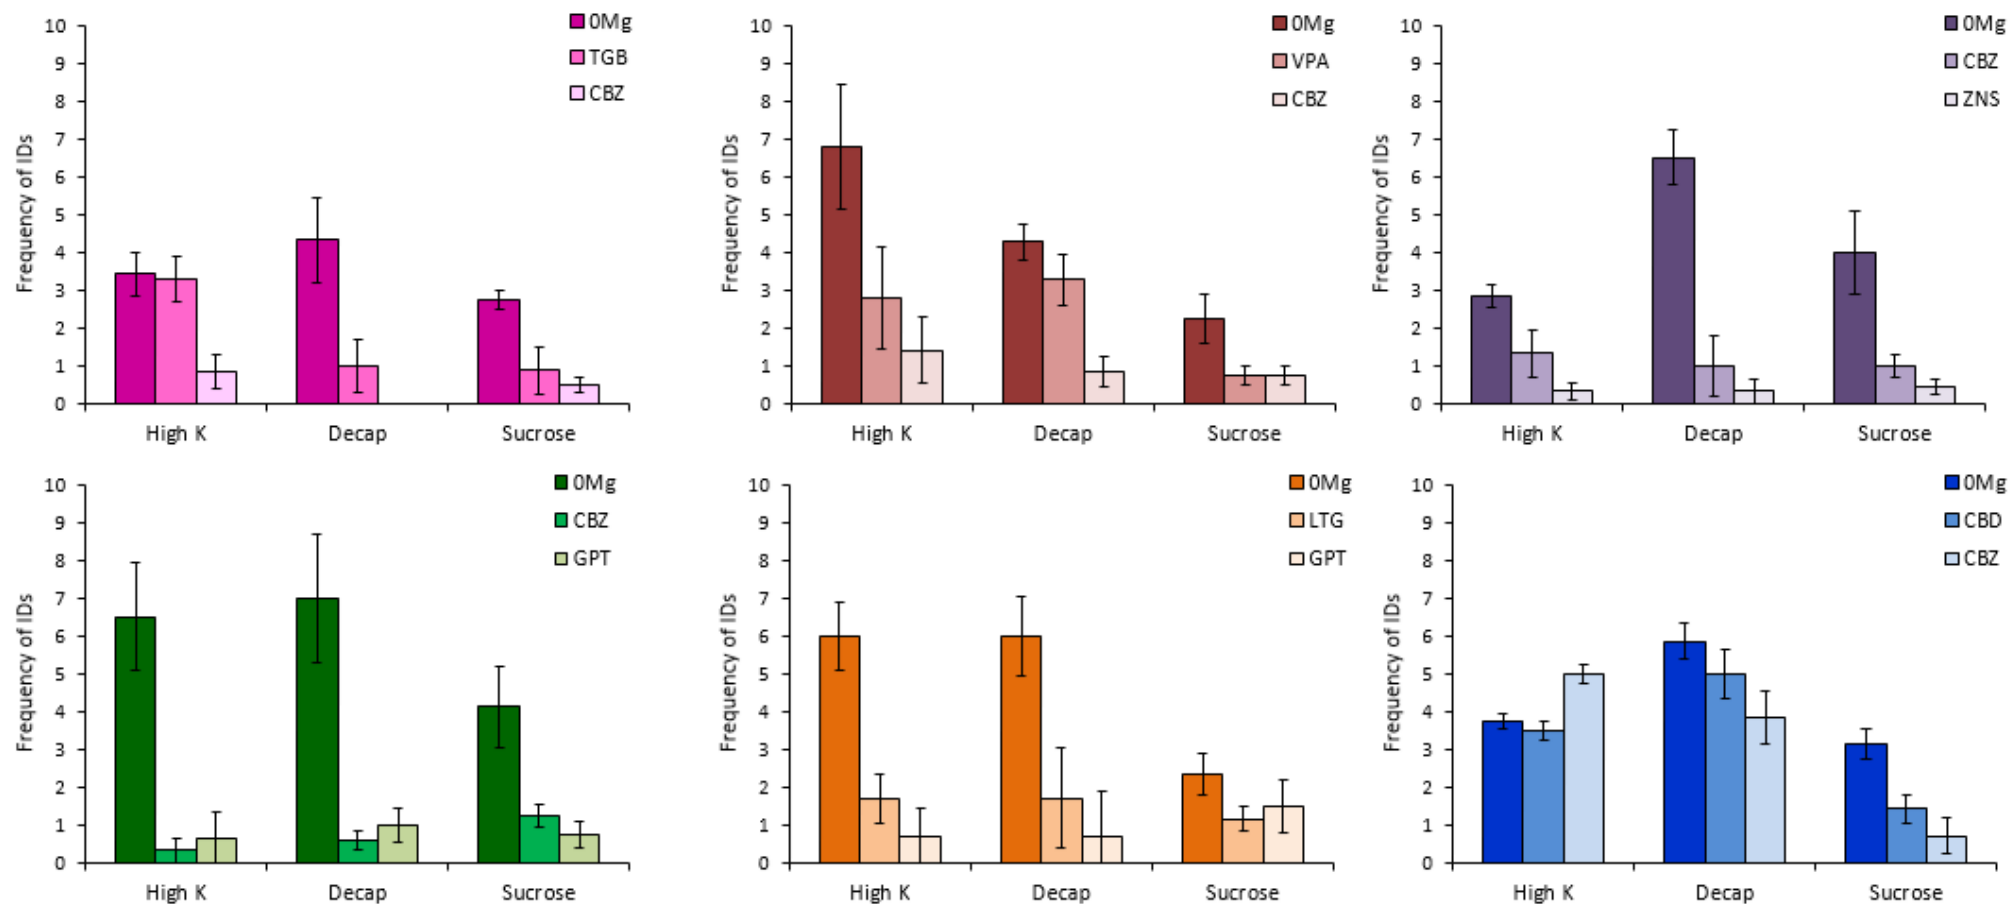 10
9
8
7
6
5
4
3
2
1
0
Frequency of IDs
High K
Decap
Sucrose
0Mg
TGB
CBZ
10
9
8
7
6
5
4
3
2
1
0
Frequency of IDs
High K
Decap
Sucrose
0Mg
VPA
CBZ
10
9
8
7
6
5
4
3
2
1
0
Frequency of IDs
High K
Decap
Sucrose
0Mg
CBZ
ZNS
10
9
8
7
6
5
4
3
2
1
0
Frequency of IDs
High K
Decap
Sucrose
0Mg
CBZ
GPT
10
9
8
7
6
5
4
3
2
1
0
Frequency of IDs
High K
Decap
Sucrose
0Mg
LTG
GPT
10
9
8
7
6
5
4
3
2
1
0
Frequency of IDs
High K
Decap
Sucrose
0Mg
CBD
CBZ